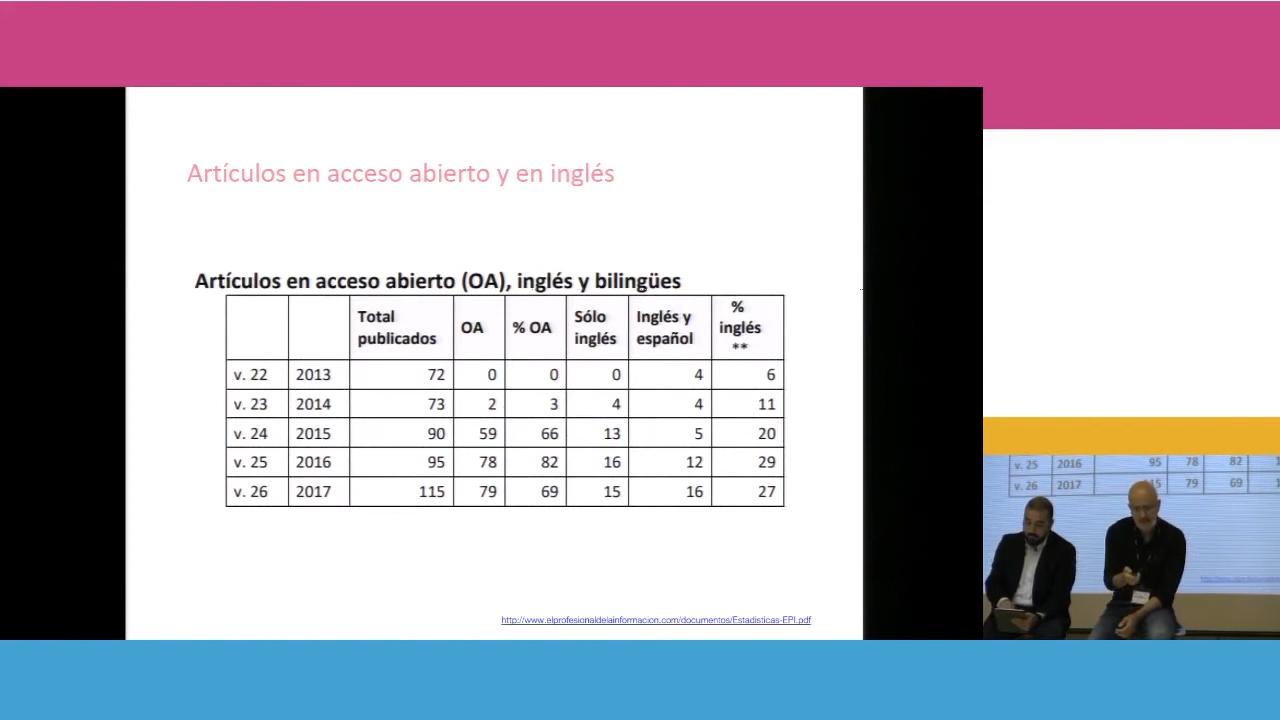 Artículos en acceso abierto y en inglés
Artículos en acceso abierto (OA), inglés y bilingües
Total publicados OA % OA Sólo inglés Inglés y español % inglés **
v. 22 2013 72 0 0 0 4 6
v. 23 2014 73 2 3 4 4 11
v. 24 2015 90 59 66 13 5 20
v. 25 2016 95 78 82 16 12 29
v. 26 2017 115 79 69 15 16 27
http://www.elprofesionaldelainformacion.com/documentos/Estadisticas-EPI.pdf
v. 25 2016 95 78 82
v. 26 2017 69 79